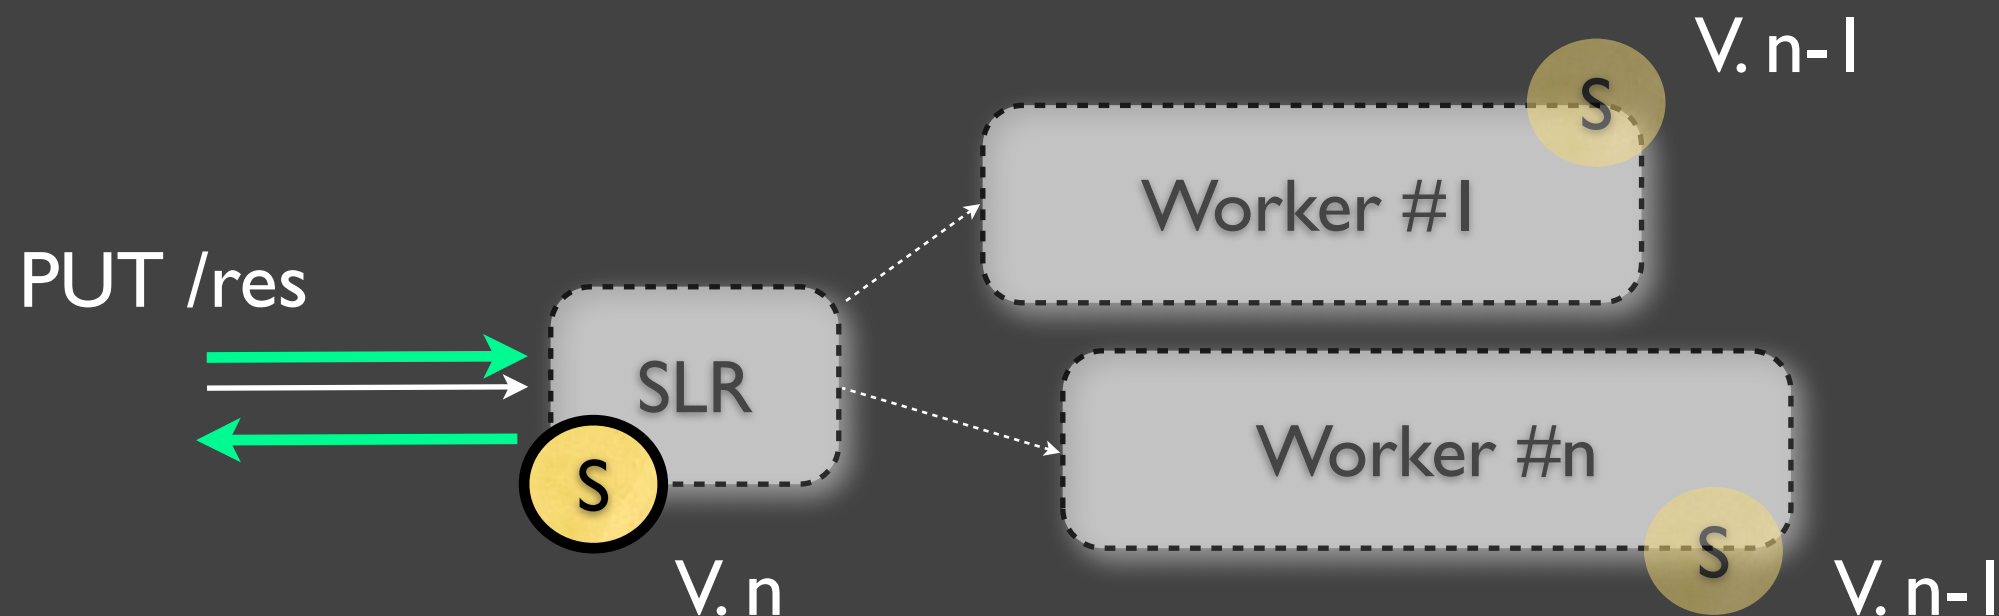 V. n-1
S
Worker #1
PUT /res
SLR
Worker #n
S
S
V. n
V. n-1